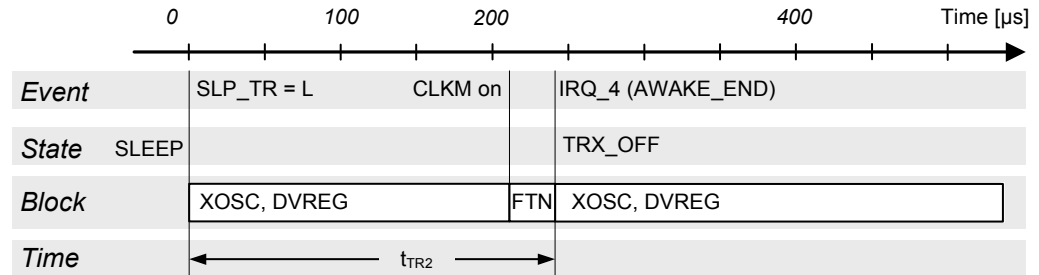 0 100 200 400 Time [µs]
Event SLP_TR = L CLKM on IRQ_4 (AWAKE_END)
State SLEEP TRX_OFF
Block XOSC, DVREG FTN XOSC, DVREG
Time tTR2